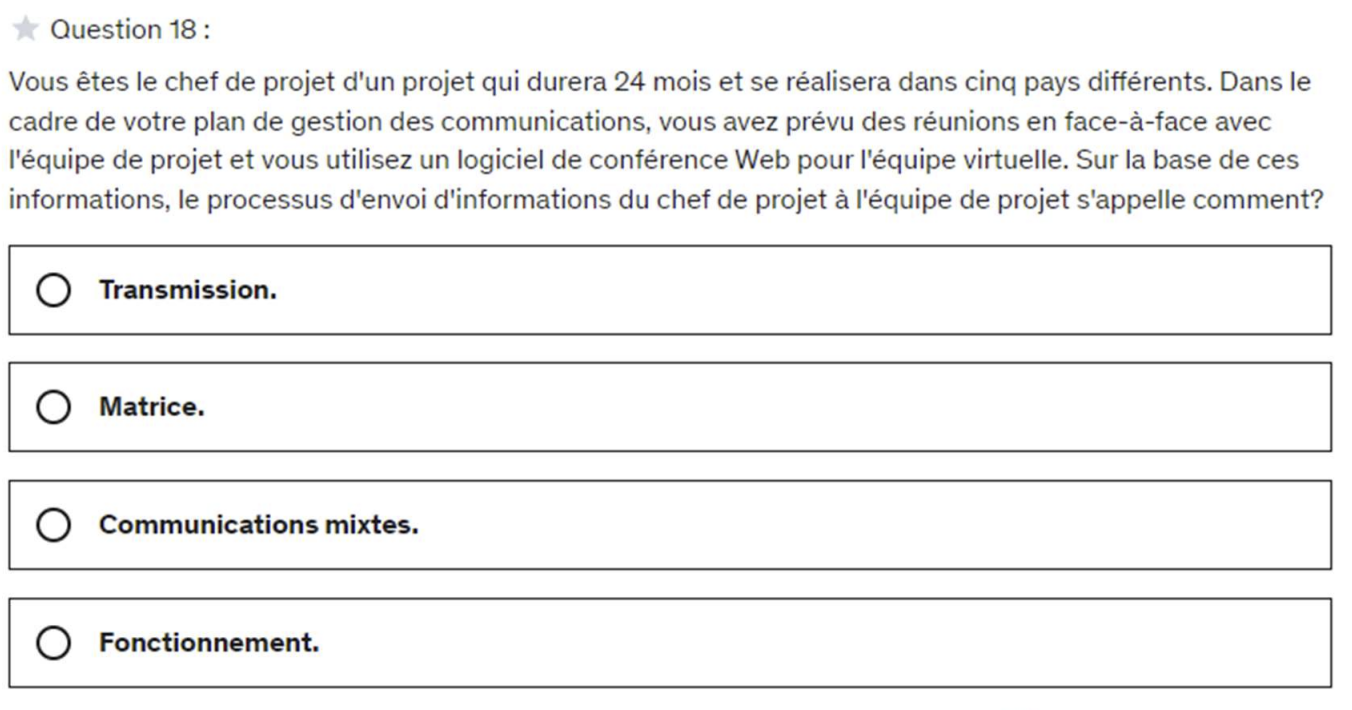 Question 18 :
Vous êtes le chef de projet d'un projet qui durera 24 mois et se réalisera dans cinq pays différents. Dans le
cadre de votre plan de gestion des communications, vous avez prévu des réunions en face-à-face avec
l'équipe de projet et vous utilisez un logiciel de conférence Web pour l'équipe virtuelle. Sur la base de ces
informations, le processus d'envoi d'informations du chef de projet à l'équipe de projet s'appelle comment?
Transmission.
Matrice.
Communications mixtes.
Fonctionnement.